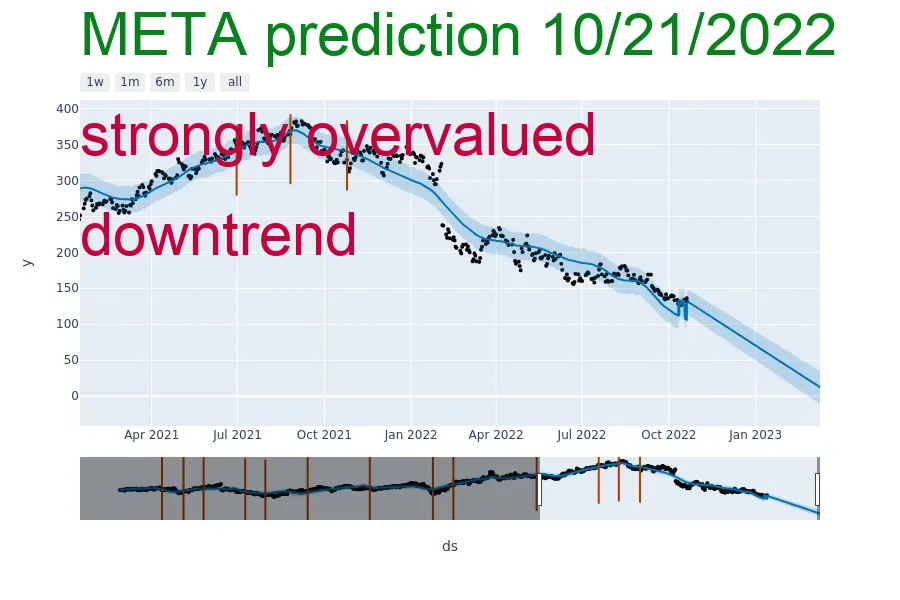 META prediction 10/21/2022
1w 1m 6m 1y all
400
strongly overvalued
350
300
250
downtrend
200
y
150
100
50
0
Apr 2021 Jul 2021 Oct 2021 Jan 2022 Apr 2022 Jul 2022 Oct 2022 Jan 2023
ds